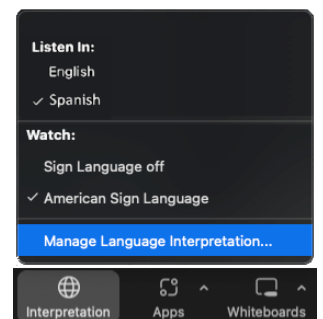 Listen In:
English
✓ Spanish
Watch:
Sign Language off
✓ American Sign Language
Manage Language Interpretation...
Interpretation Apps Whiteboards